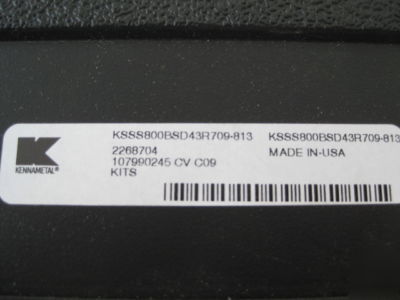 KSSS800BSD43R709-813 KSSS800BSD43R709-813
2268704 MADE IN-USA
107990245 CV C09
KITS
KENNAMETAL®